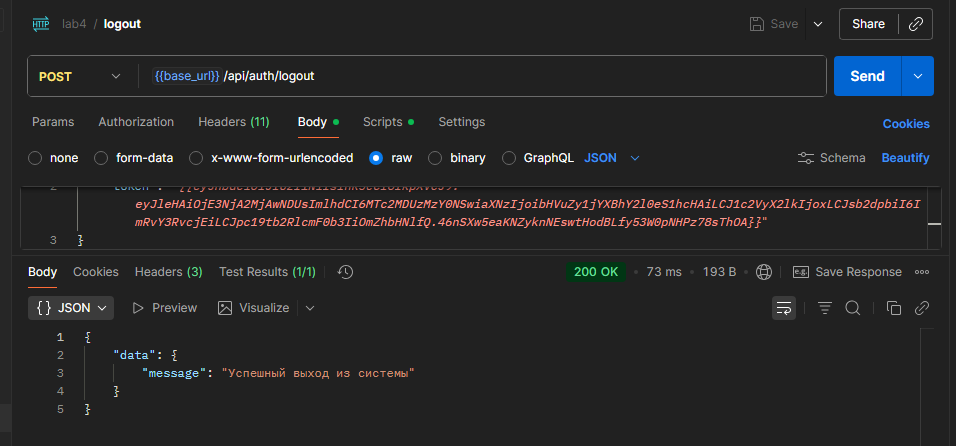 HTTP lab4 / logout Save Share
POST {{base_url}} /api/auth/logout Send
Params Authorization Headers (11) Body Scripts Settings Cookies
none form-data x-www-form-urlencoded raw binary GraphQL JSON Schema Beautify
eyJleHAiOjE3NjA2MjAwNDUsImlhdCI6MTc2MDUzMzY0NSwiaXNzIjoibHVuZy1jYXBhY2l0eS1hcHAiLCJ1c2VyX2lkIjoxLCJsb2dpbiI6I
mRvY3RvcjEiLCJpc19tb2RlcmF0b3IiOmZhbHNlfQ.46nSXw5eaKNZyknNEswtHodBLfy53W0pNHPz78sThOA}}"
3 }
Body Cookies Headers (3) Test Results (1/1) 200 OK • 73 ms • 193 B • e.g. Save Response
{} JSON Preview Visualize
1 {
2 "data": {
3 "message": "Успешный выход из системы"
4 }
5 }